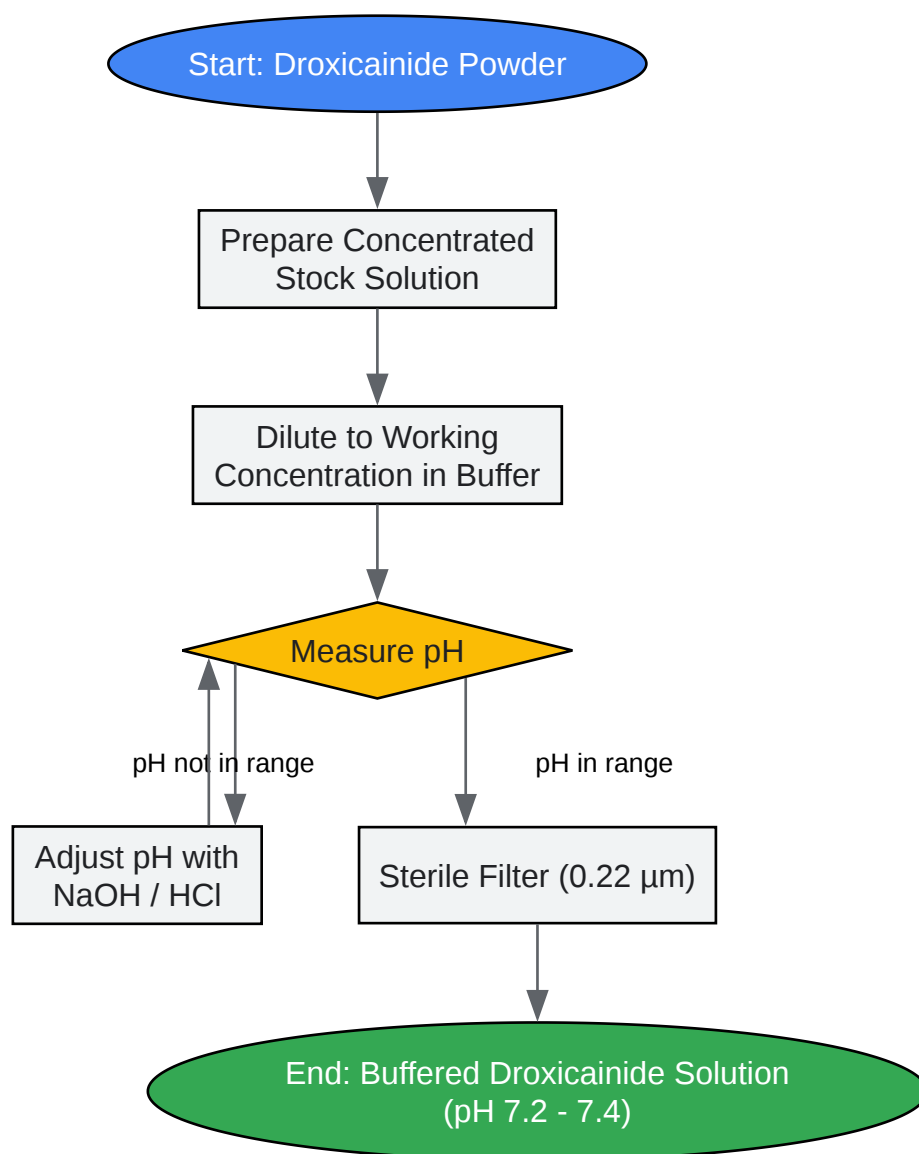 Start: Droxicainide Powder
Prepare Concentrated
Stock Solution
Dilute to Working
Concentration in Buffer
Measure pH
pH not in range
pH in range
Adjust pH with
NaOH / HCl
Sterile Filter (0.22 µm)
End: Buffered Droxicainide Solution
(pH 7.2 - 7.4)